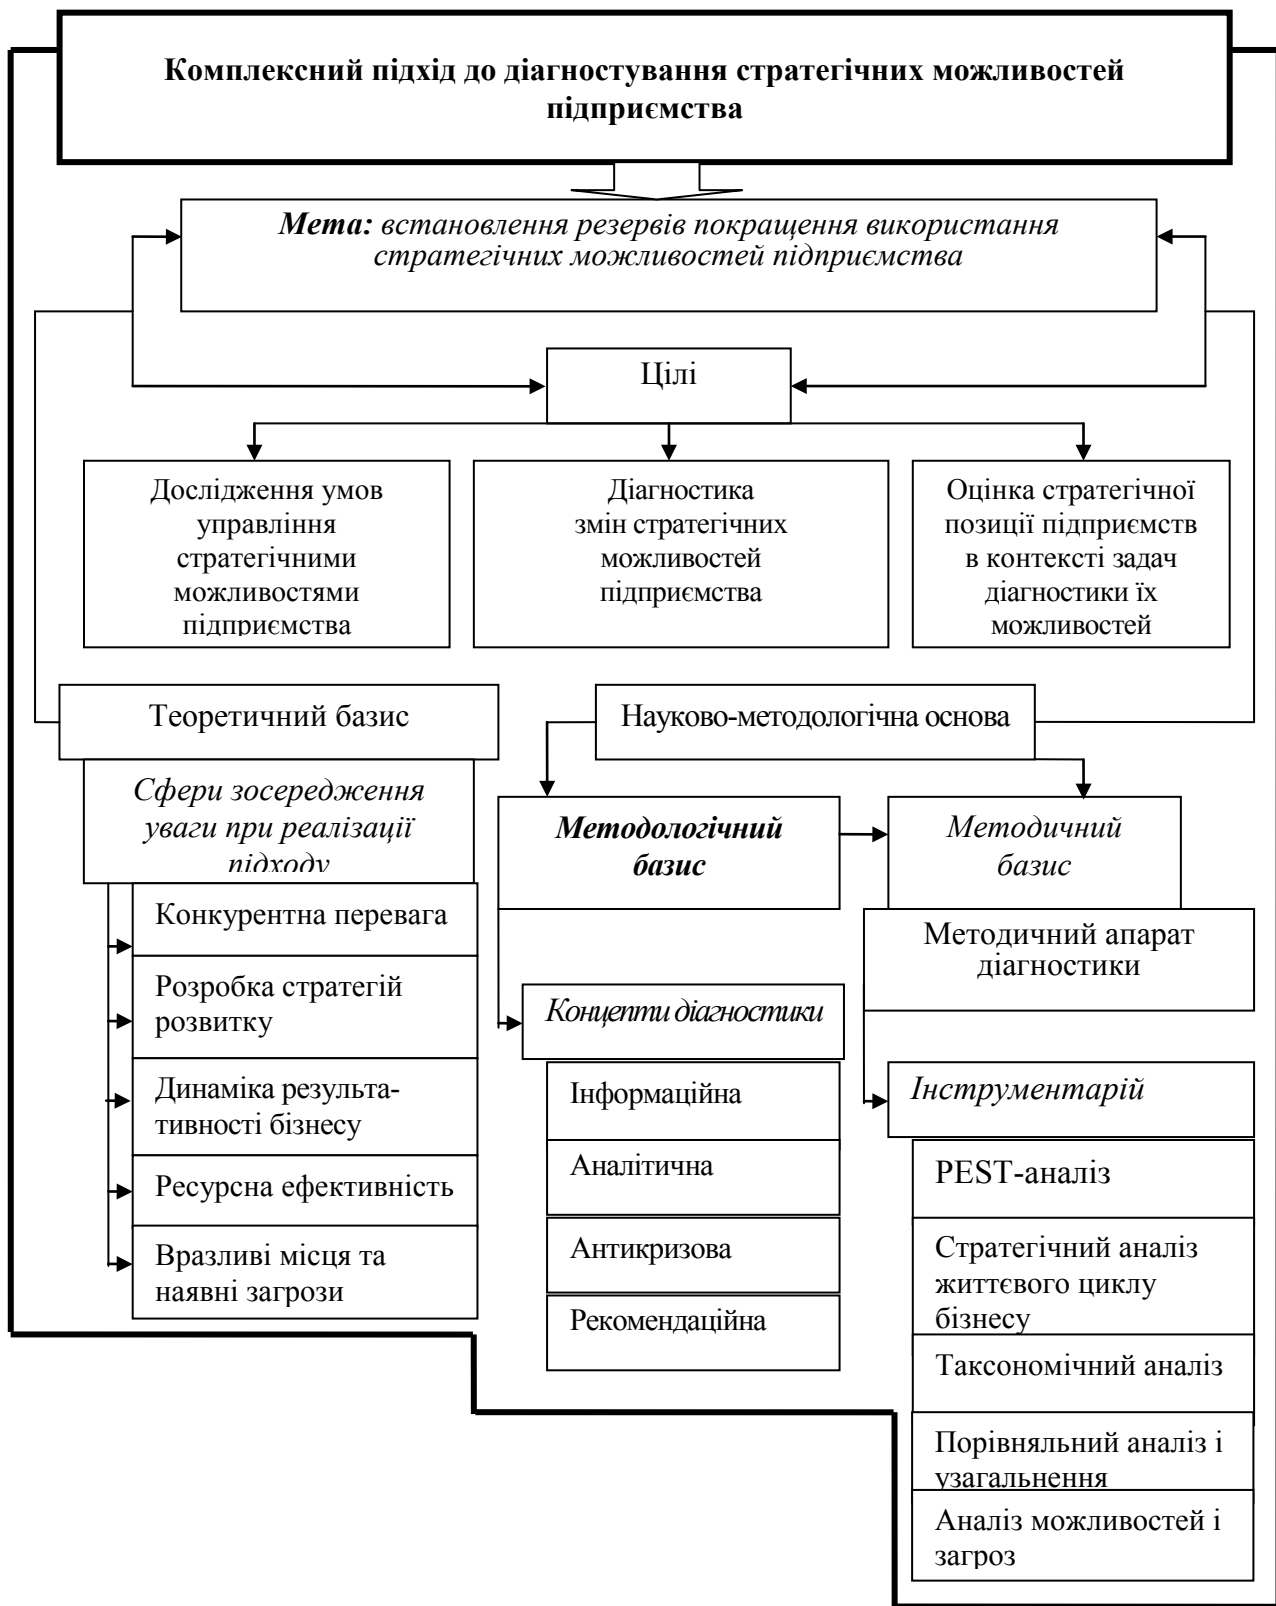 Комплексний підхід до діагностування стратегічних можливостей
підприємства
Мета: встановлення резервів покращення використання
стратегічних можливостей підприємства
Цілі
Дослідження умов
управління
стратегічними
можливостями
підприємства
Діагностика
змін стратегічних
можливостей
підприємства
Оцінка стратегічної
позиції підприємств
в контексті задач
діагностики їх
можливостей
Теоретичний базис
Сфери зосередження
уваги при реалізації
підходу
Конкурентна перевага
Розробка стратегій
розвитку
Динаміка результа-
тивності бізнесу
Ресурсна ефективність
Вразливі місця та
наявні загрози
Науково-методологічна основа
Методологічний
базис
Концепти діагностики
Інформаційна
Аналітична
Антикризова
Рекомендаційна
Методичний
базис
Методичний апарат
діагностики
Інструментарій
PEST-аналіз
Стратегічний аналіз
життєвого циклу
бізнесу
Таксономічний аналіз
Порівняльний аналіз і
узагальнення
Аналіз можливостей і
загроз